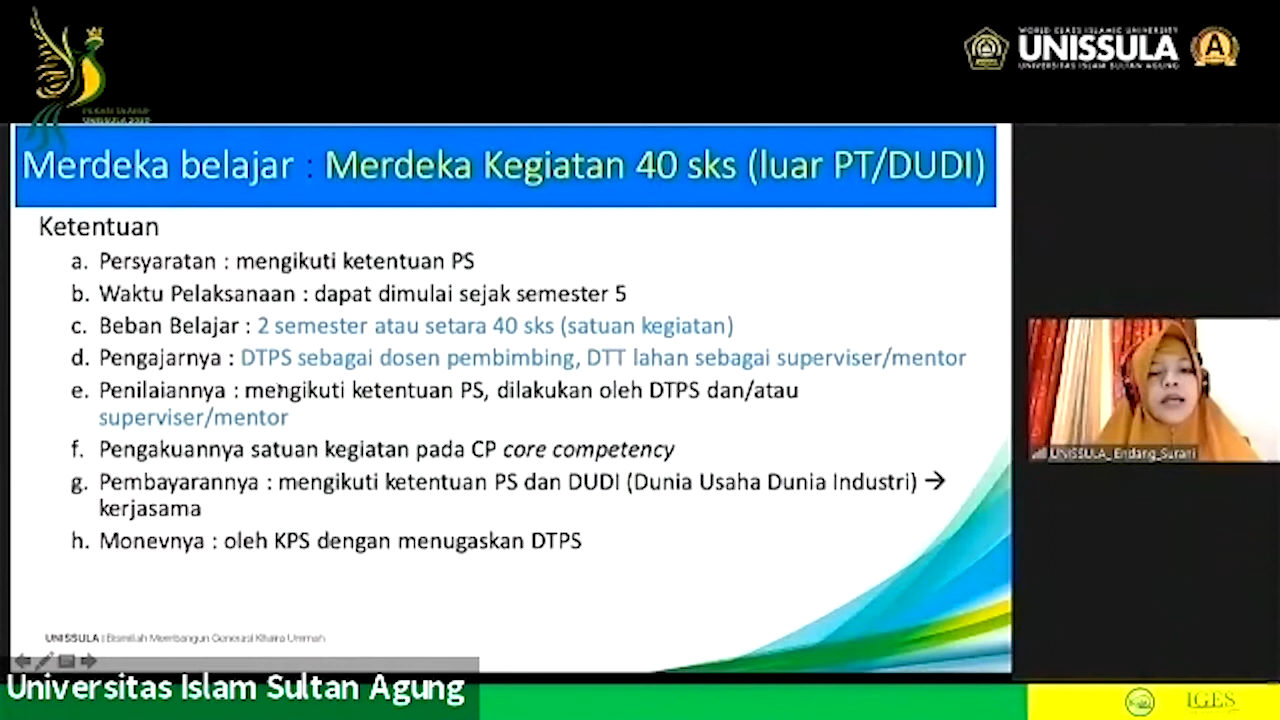 WORLD CLASS ISLAMIC UNIVERSITY
UNISSULA
UNIVERSITAS ISLAM SULTAN AGUNG
A
UNISSULA 2020
Merdeka belajar : Merdeka Kegiatan 40 sks (luar PT/DUDI)
Ketentuan
a. Persyaratan : mengikuti ketentuan PS
b. Waktu Pelaksanaan : dapat dimulai sejak semester 5
c. Beban Belajar : 2 semester atau setara 40 sks (satuan kegiatan)
d. Pengajarnya : DTPS sebagai dosen pembimbing, DTT lahan sebagai superviser/mentor
e. Penilaiannya : mengikuti ketentuan PS, dilakukan oleh DTPS dan/atau
superviser/mentor
f. Pengakuannya satuan kegiatan pada CP core competency
g. Pembayarannya : mengikuti ketentuan PS dan DUDI (Dunia Usaha Dunia Industri) →
kerjasama
h. Monevnya : oleh KPS dengan menugaskan DTPS
UNISSULA_Endang_Surani
UNISSULA | Bismillah Membangun Generasi Khaira Ummah
Universitas Islam Sultan Agung
IGES